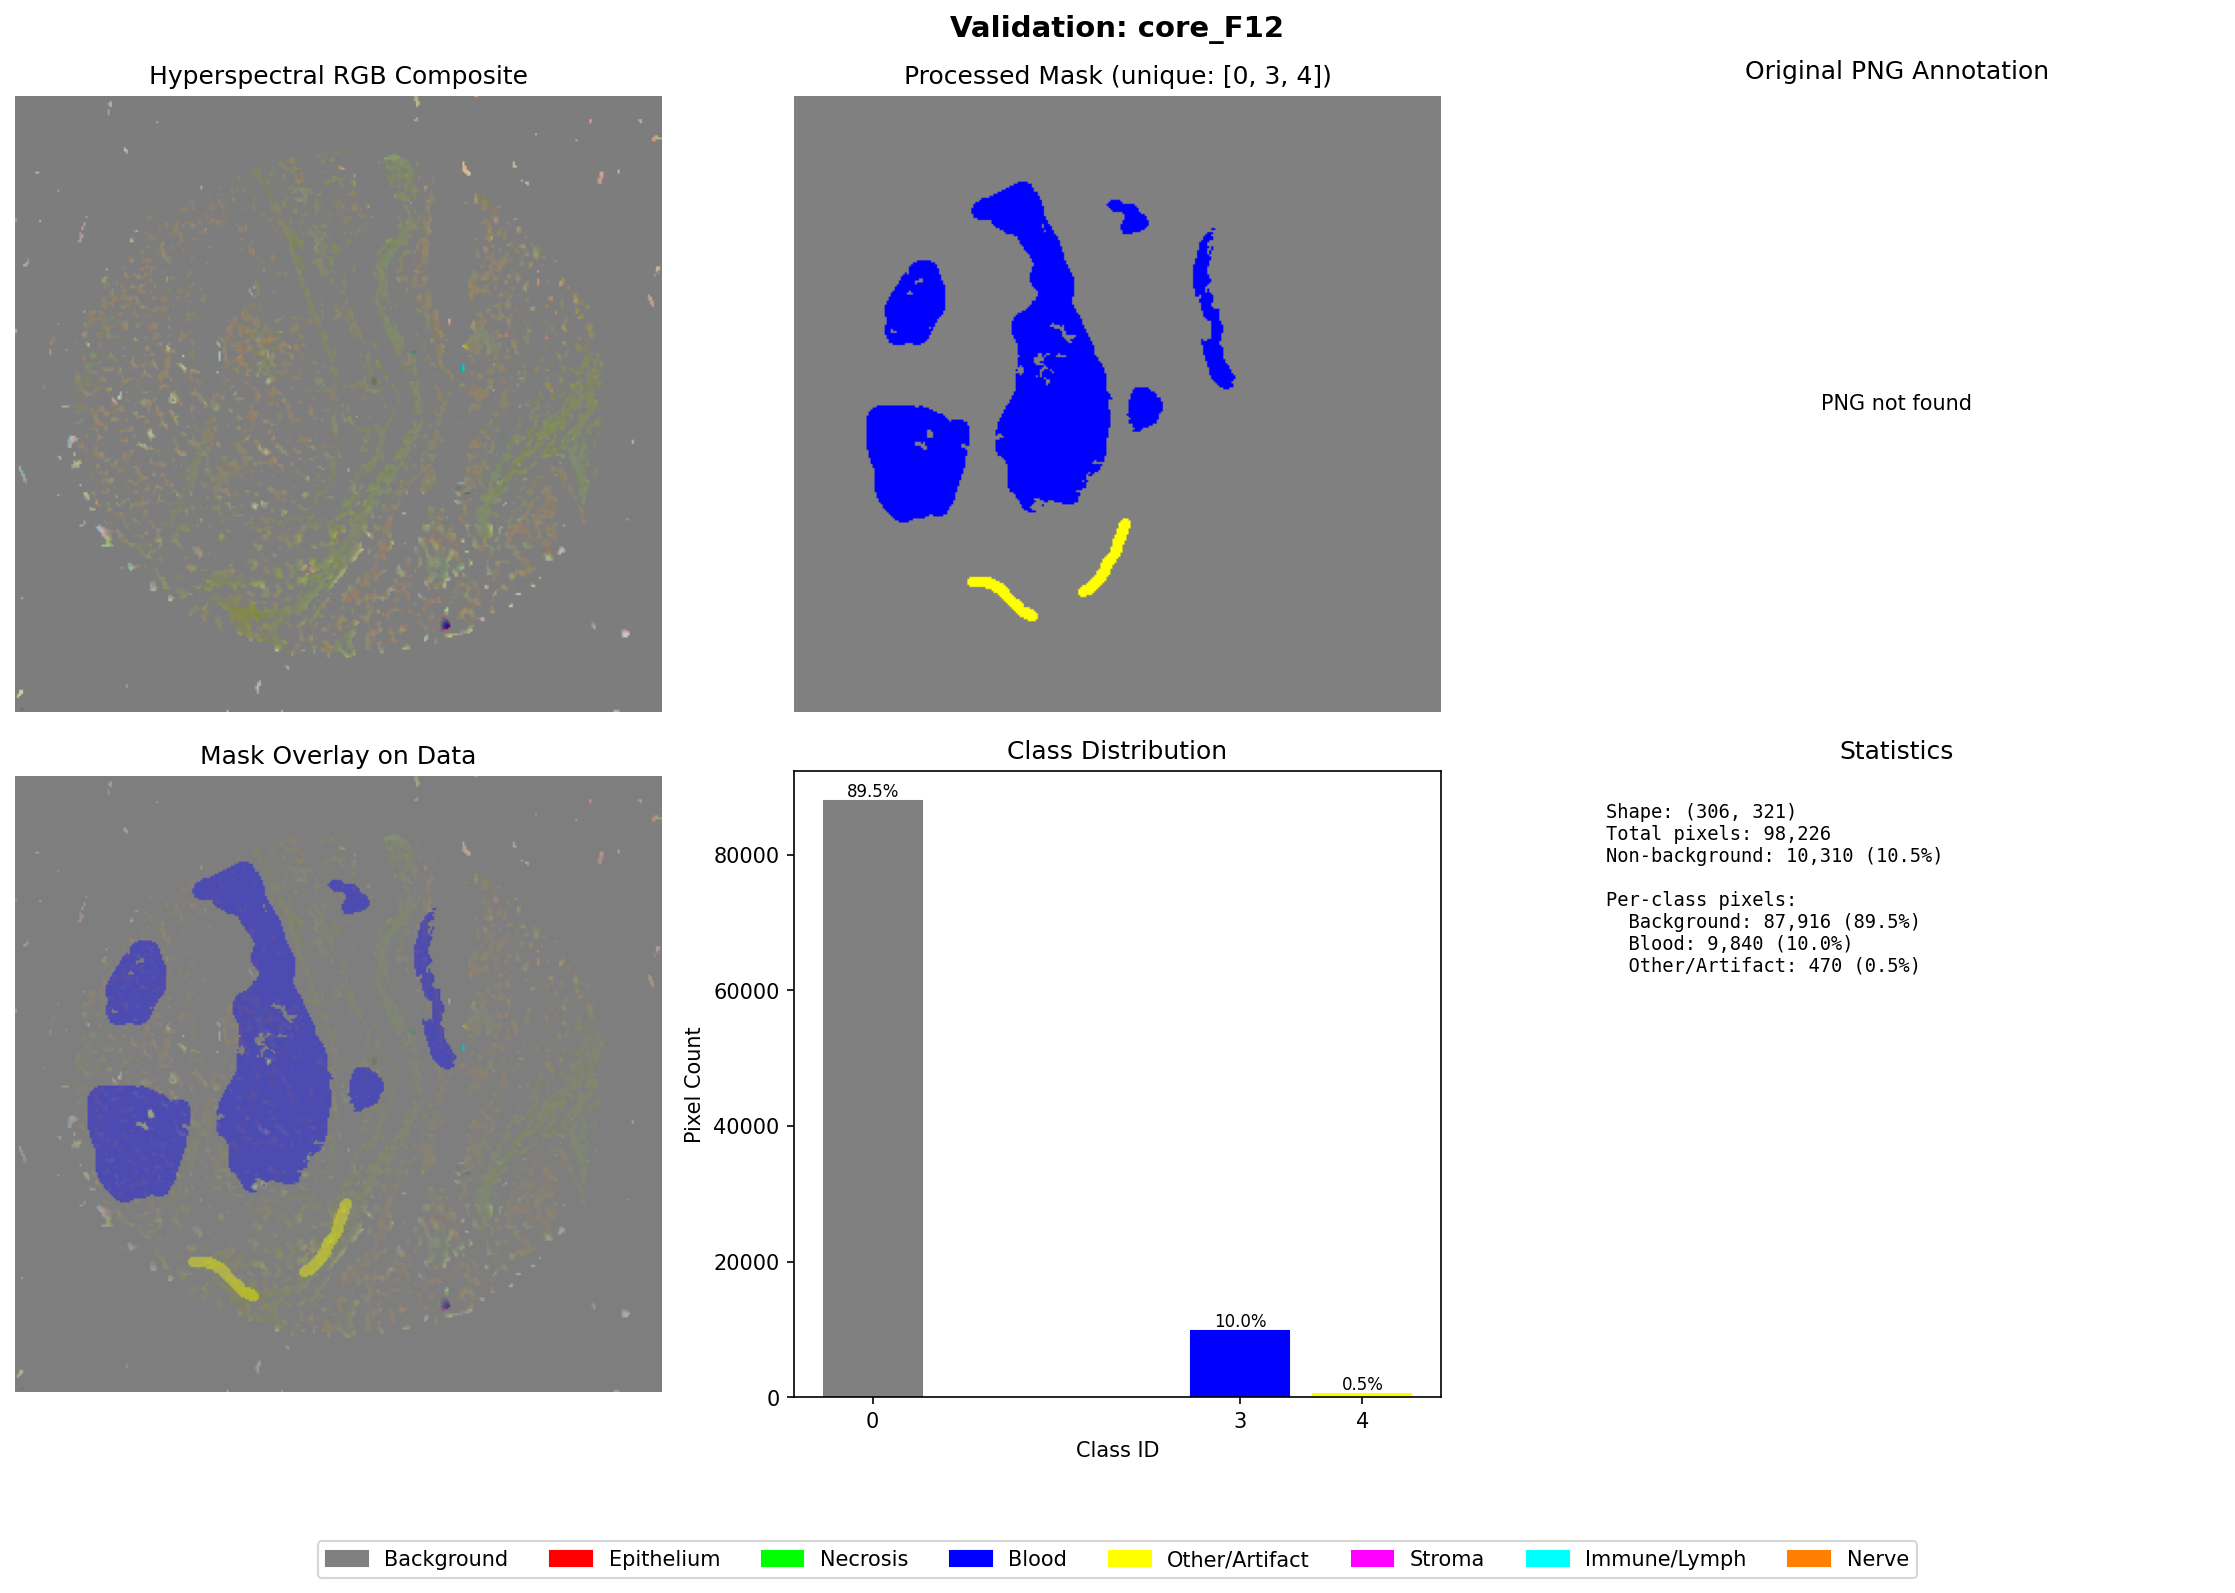 Validation: core_F12
Hyperspectral RGB Composite
Processed Mask (unique: [0, 3, 4])
Original PNG Annotation
PNG not found
Mask Overlay on Data
Class Distribution
89.5%
10.0%
0.5%
80000
60000
40000
20000
0
Pixel Count
0 3 4
Class ID
Statistics
Shape: (306, 321)
Total pixels: 98,226
Non-background: 10,310 (10.5%)
Per-class pixels:
Background: 87,916 (89.5%)
Blood: 9,840 (10.0%)
Other/Artifact: 470 (0.5%)
Background Epithelium Necrosis Blood Other/Artifact Stroma Immune/Lymph Nerve